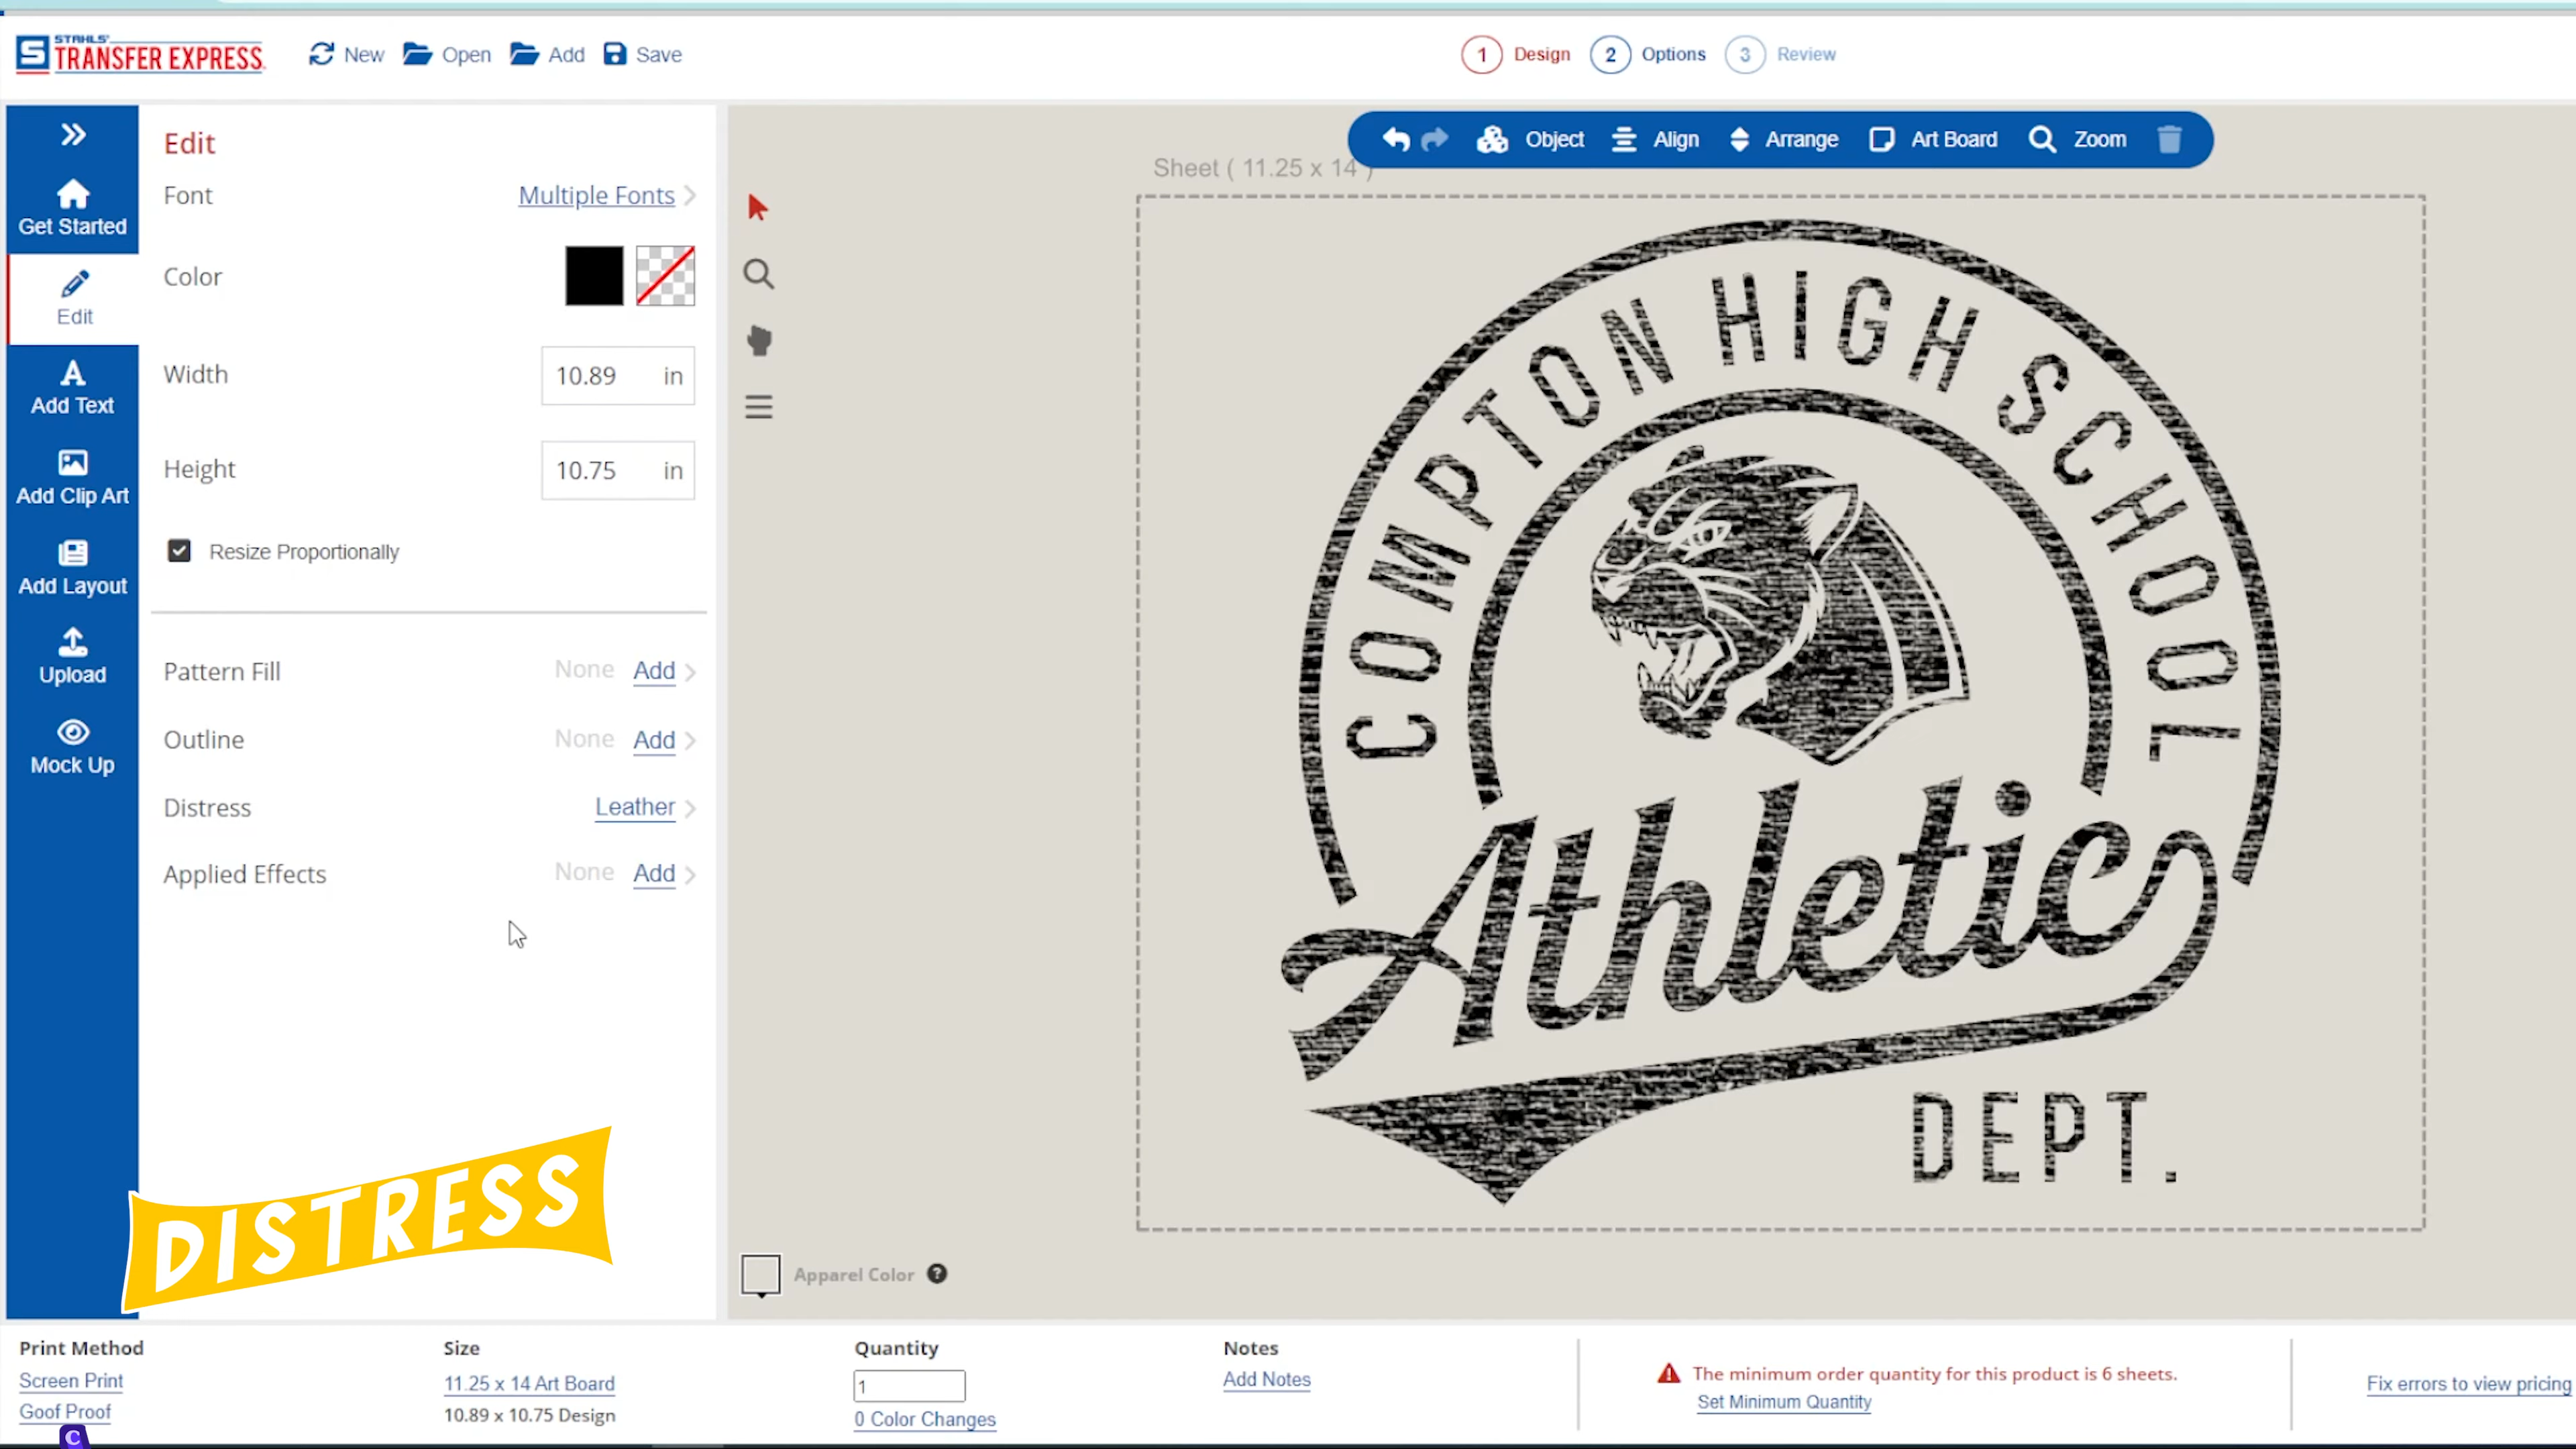 STAHLS'
TRANSFER EXPRESS
New Open Add Save
1 Design 2 Options 3 Review
Get Started
Edit
Add Text
Add Clip Art
Add Layout
Upload
Mock Up
Edit
Font Multiple Fonts
Color
Width 10.89 in
Height 10.75 in
Resize Proportionally
Pattern Fill None Add
Outline None Add
Distress Leather
Applied Effects None Add
DISTRESS
Object Align Arrange Art Board Zoom
Sheet ( 11.25 x 14 )
COMPTON HIGH SCHOOL
Athletic
DEPT.
Apparel Color ?
Print Method
Screen Print
Goof Proof
C
Size
11.25 x 14 Art Board
10.89 x 10.75 Design
Quantity
1
0 Color Changes
Notes
Add Notes
The minimum order quantity for this product is 6 sheets.
Set Minimum Quantity
Fix errors to view pricing